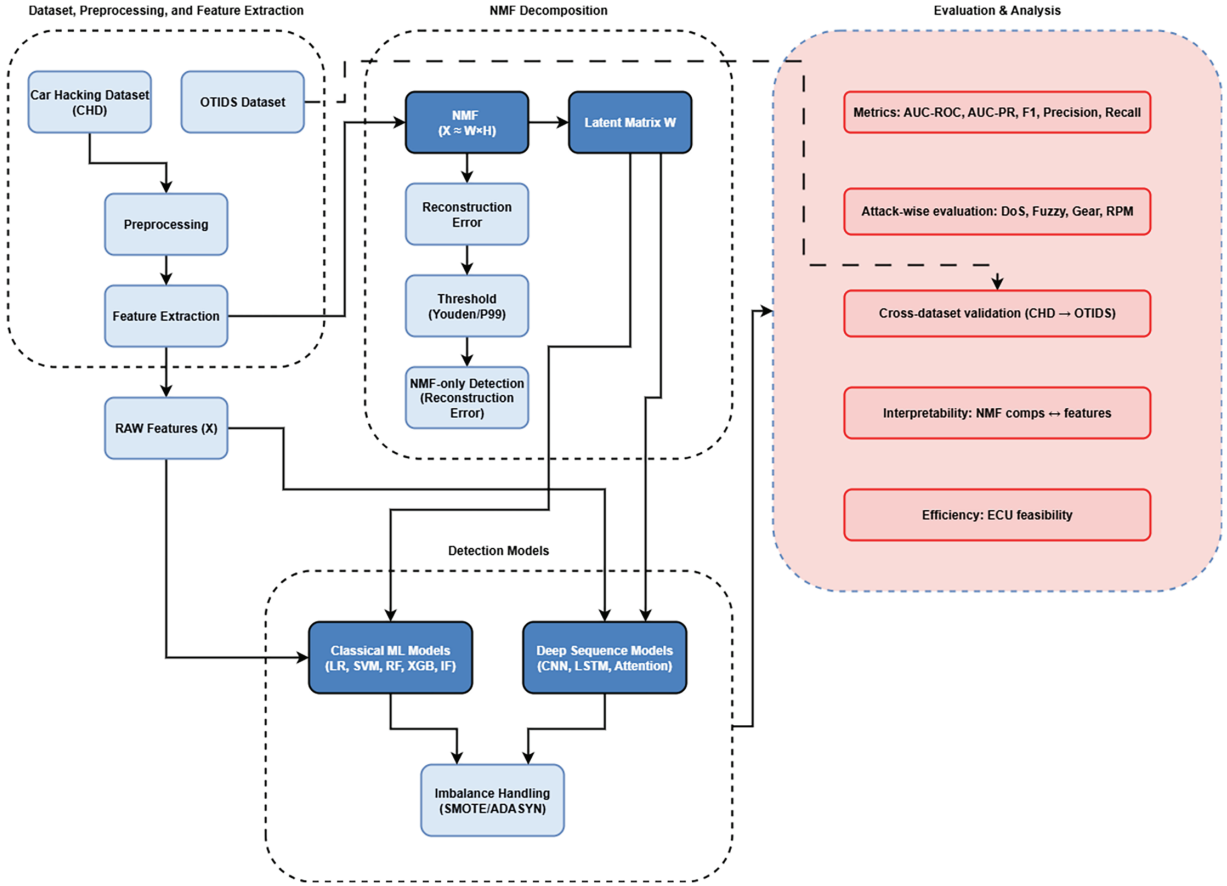 Dataset, Preprocessing, and Feature Extraction
Car Hacking Dataset
(CHD)
OTIDS Dataset
Preprocessing
Feature Extraction
RAW Features (X)
NMF Decomposition
NMF
(X ≈ W×H)
Latent Matrix W
Reconstruction
Error
Threshold
(Youden/P99)
NMF-only Detection
(Reconstruction
Error)
Detection Models
Classical ML Models
(LR, SVM, RF, XGB, IF)
Deep Sequence Models
(CNN, LSTM, Attention)
Imbalance Handling
(SMOTE/ADASYN)
Evaluation & Analysis
Metrics: AUC-ROC, AUC-PR, F1, Precision, Recall
Attack-wise evaluation: DoS, Fuzzy, Gear, RPM
Cross-dataset validation (CHD → OTIDS)
Interpretability: NMF comps ↔ features
Efficiency: ECU feasibility